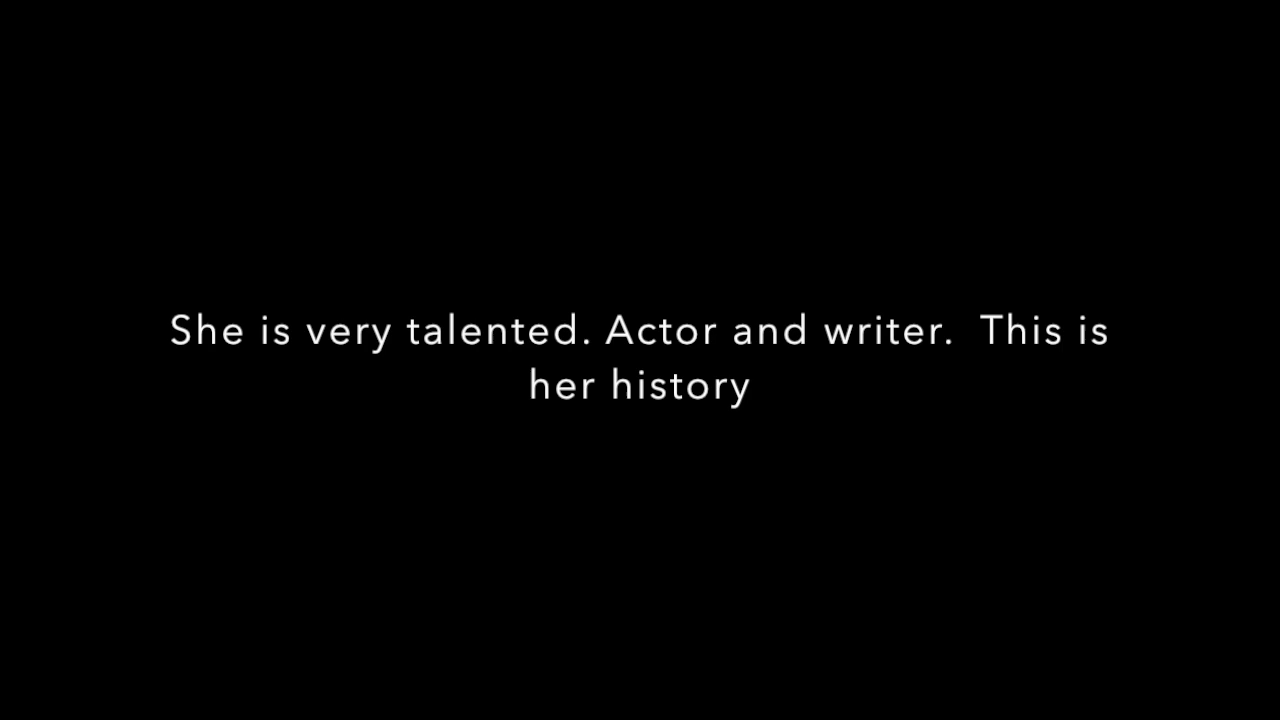 She is very talented. Actor and writer.  This is
her history